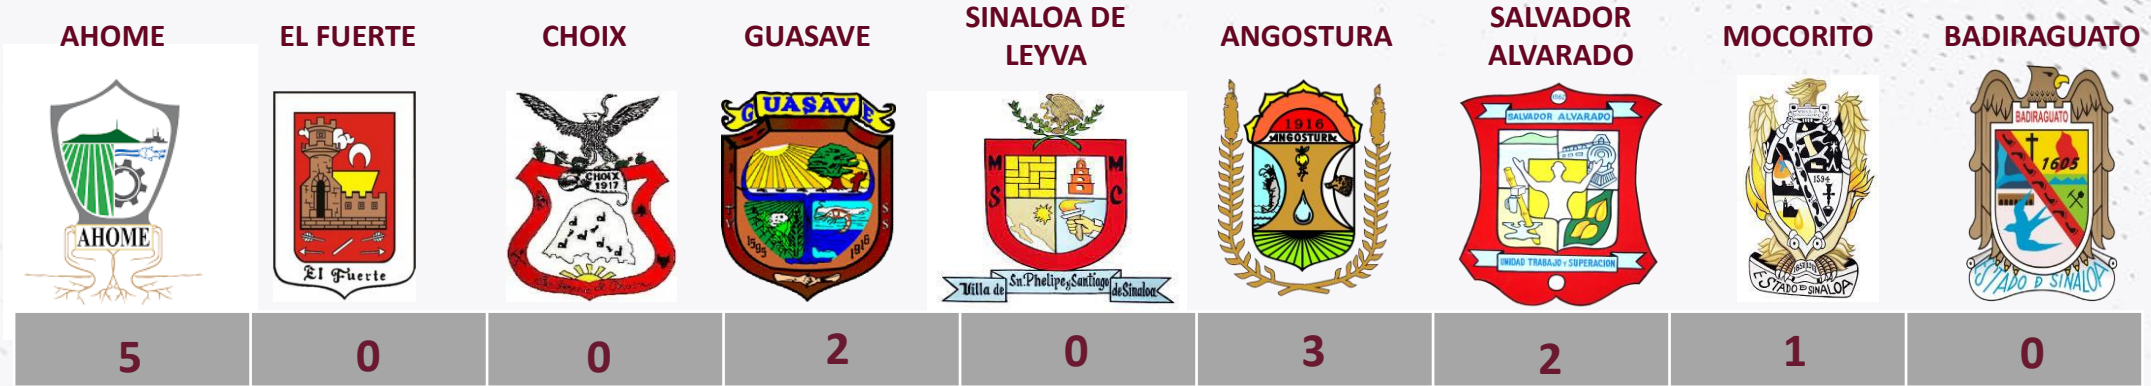 AHOME
EL FUERTE
CHOIX
GUASAVE
SINALOA DE
LEYVA
ANGOSTURA
SALVADOR
ALVARADO
MOCORITO
BADIRAGUATO
AHOME
El Fuerte
CHOIX
1917
GUASAVE
1595
1916
M M
S C
Villa de Sn. Phelipe y Santiago de Sinaloa
1916
ANGOSTURA
1962
SALVADOR ALVARADO
UNIDAD TRABAJO Y SUPERACION
1594
ESTADO D SINALOA
BADIRAGUATO
1605
ESTADO D SINALOA
5
0
0
2
0
3
2
1
0